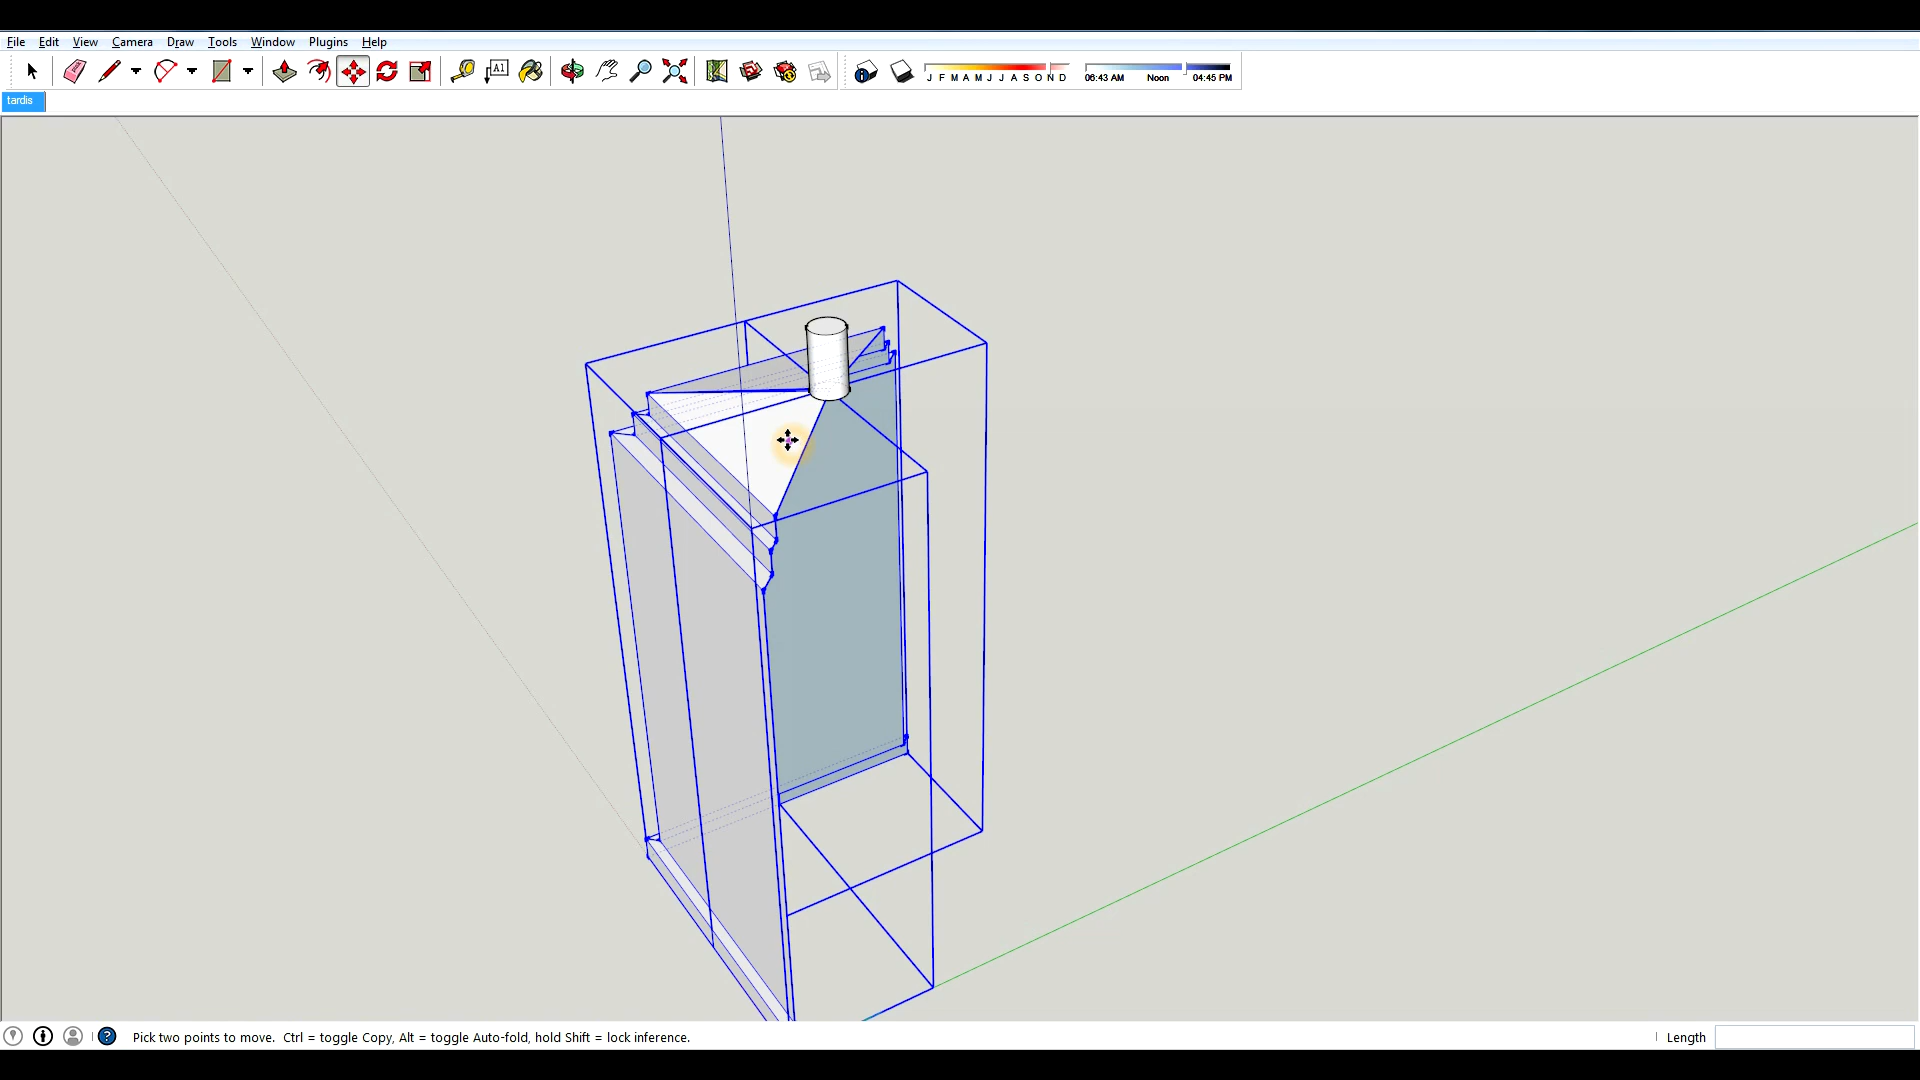 File Edit View Camera Draw Tools Window Plugins Help
A1
J F M A M J J A S O N D
06:43 AM Noon 04:45 PM
tardis
Pick two points to move. Ctrl = toggle Copy, Alt = toggle Auto-fold, hold Shift = lock inference.
Length